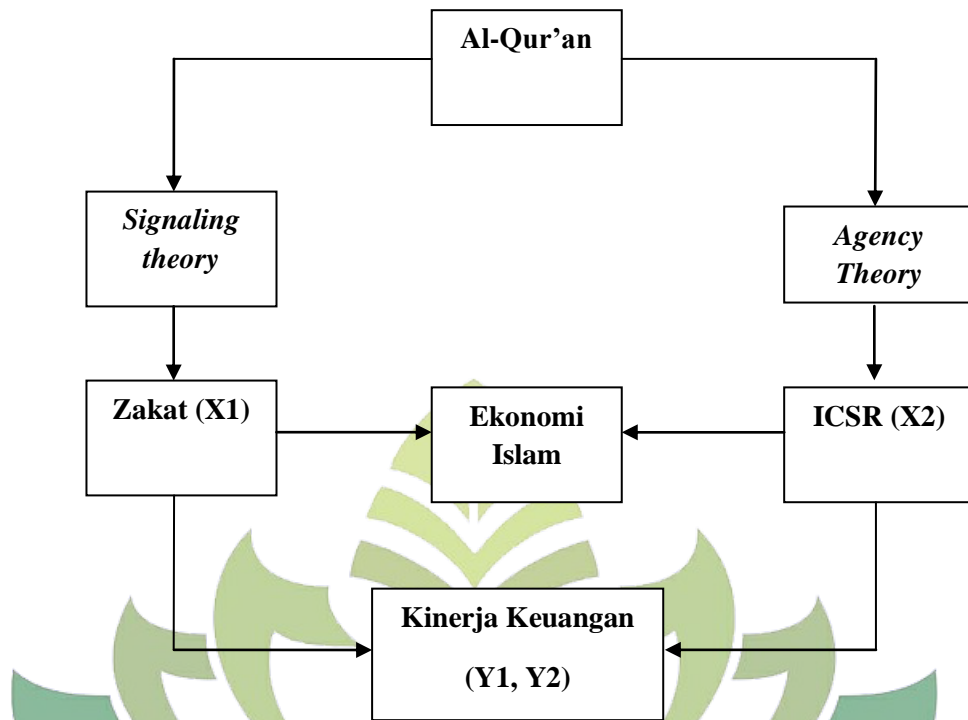 Al-Qur’an
Signaling
theory
Agency
Theory
Zakat (X1)
Ekonomi
Islam
ICSR (X2)
Kinerja Keuangan
(Y1, Y2)